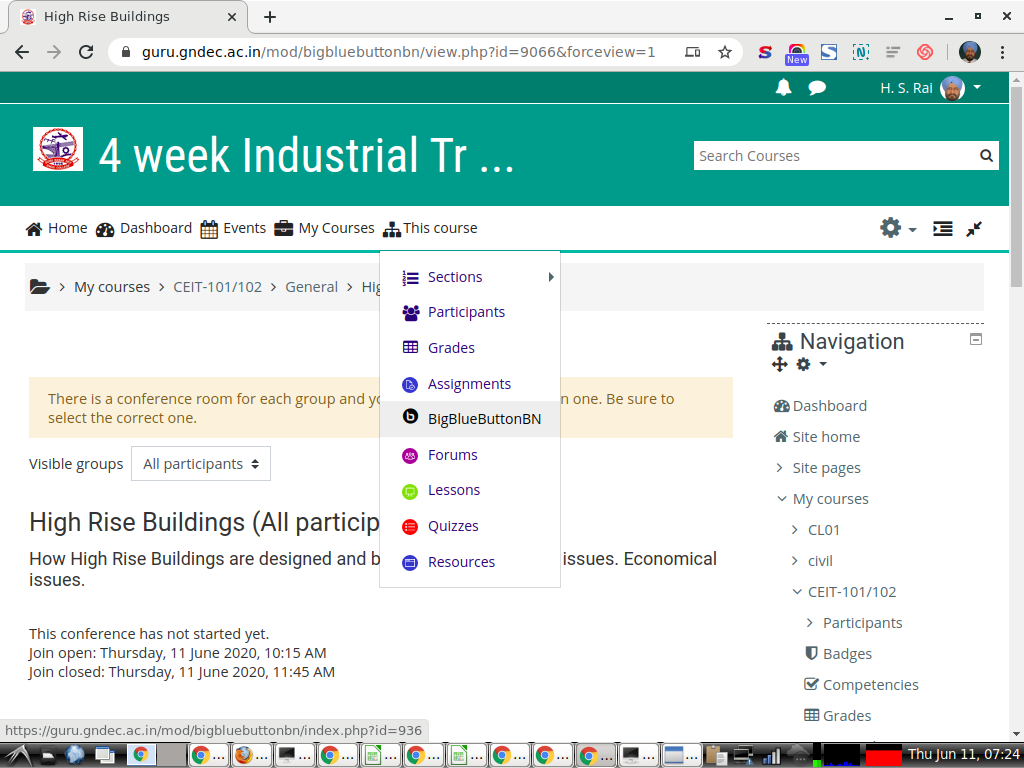 High Rise Buildings
guru.gndec.ac.in/mod/bigbluebuttonbn/view.php?id=9066&forceview=1
New
H. S. Rai
4 week Industrial Tr ...
Search Courses
Home Dashboard Events My Courses This course
My courses CEIT-101/102 General Hig
Sections
Participants
Grades
Assignments
BigBlueButtonBN
Forums
Lessons
Quizzes
Resources
There is a conference room for each group and yo n one. Be sure to
select the correct one.
Visible groups All participants
High Rise Buildings (All particip
How High Rise Buildings are designed and b issues. Economical
issues.
This conference has not started yet.
Join open: Thursday, 11 June 2020, 10:15 AM
Join closed: Thursday, 11 June 2020, 11:45 AM
Navigation
Dashboard
Site home
Site pages
My courses
CL01
civil
CEIT-101/102
Participants
Badges
Competencies
Grades
https://guru.gndec.ac.in/mod/bigbluebuttonbn/index.php?id=936
... ... ... ... ... ... ... ... ... ... ... ...
Thu Jun 11, 07:24